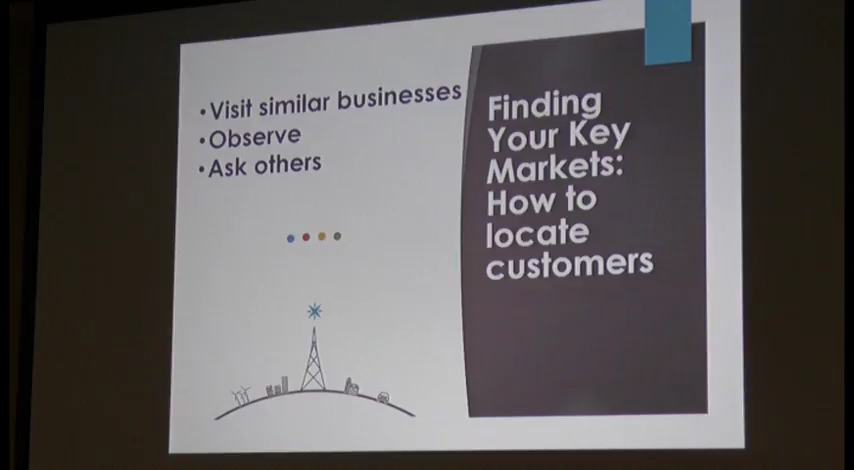 •Visit similar businesses
•Observe
•Ask others
Finding
Your Key
Markets:
How to
locate
customers